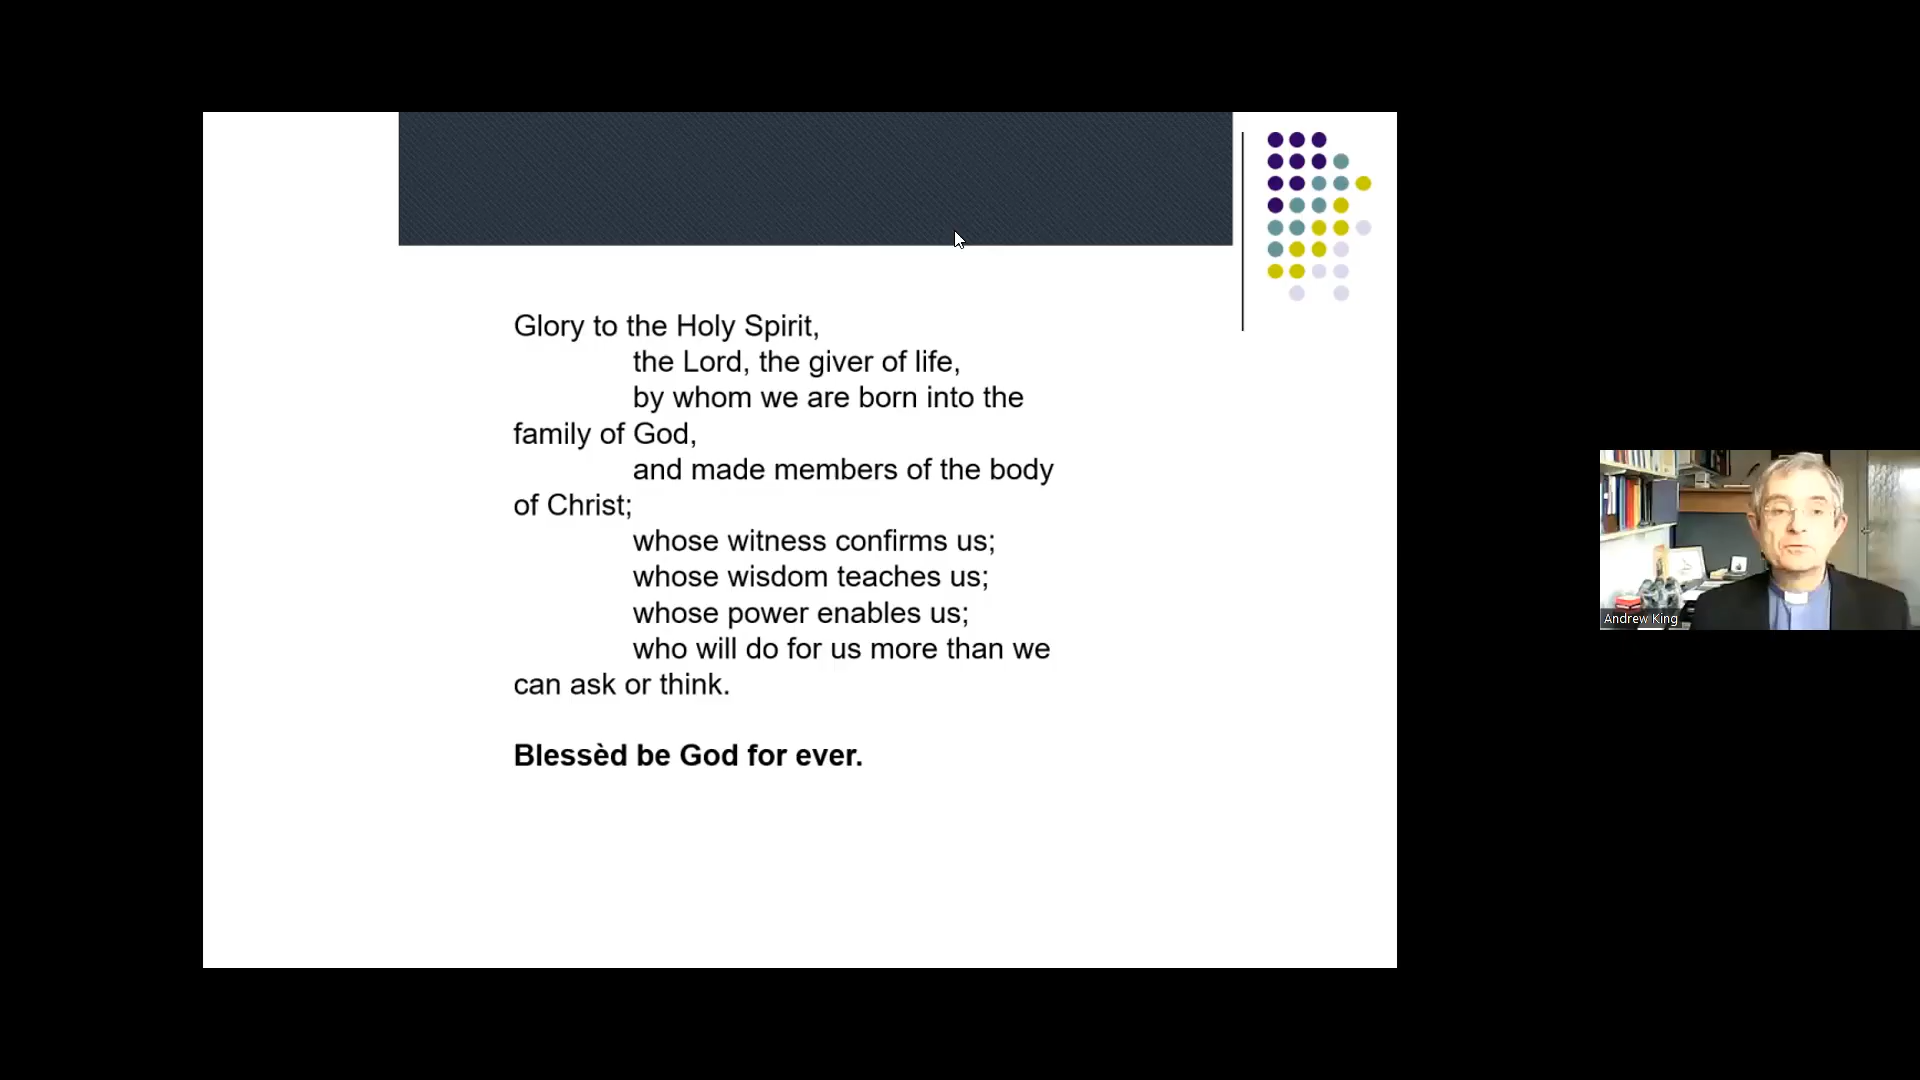 Glory to the Holy Spirit,
the Lord, the giver of life,
by whom we are born into the
family of God,
and made members of the body
of Christ;
whose witness confirms us;
whose wisdom teaches us;
whose power enables us;
who will do for us more than we
can ask or think.
Blessèd be God for ever.
Andrew King